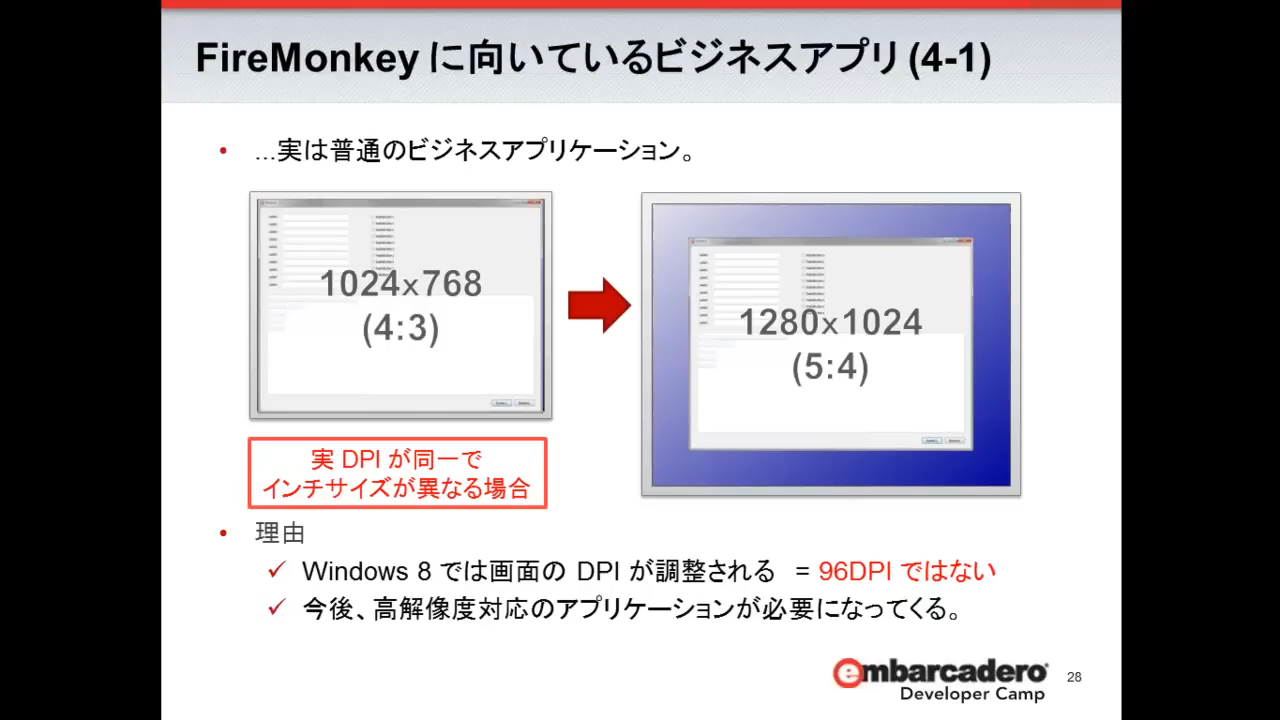 FireMonkey に向いているビジネスアプリ (4-1)
• …実は普通のビジネスアプリケーション。
1024x768
(4:3)
1280x1024
(5:4)
実 DPI が同一で
インチサイズが異なる場合
• 理由
✓ Windows 8 では画面の DPI が調整される = 96DPI ではない
✓ 今後、高解像度対応のアプリケーションが必要になってくる。
embarcadero
Developer Camp
28